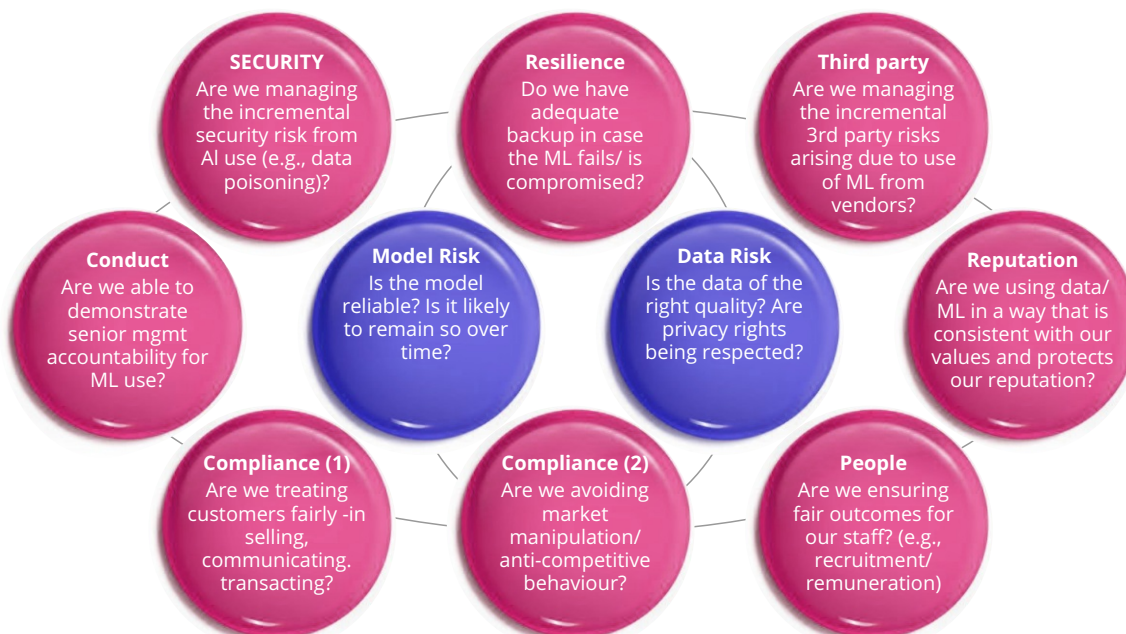 SECURITY
Are we managing
the incremental
security risk from
AI use (e.g., data
poisoning)?
Resilience
Do we have
adequate
backup in case
the ML fails/ is
compromised?
Third party
Are we managing
the incremental
3rd party risks
arising due to use
of ML from
vendors?
Conduct
Are we able to
demonstrate
senior mgmt
accountability for
ML use?
Model Risk
Is the model
reliable? Is it likely
to remain so over
time?
Data Risk
Is the data of the
right quality? Are
privacy rights
being respected?
Reputation
Are we using data/
ML in a way that is
consistent with our
values and protects
our reputation?
Compliance (1)
Are we treating
customers fairly -in
selling,
communicating.
transacting?
Compliance (2)
Are we avoiding
market
manipulation/
anti-competitive
behaviour?
People
Are we ensuring
fair outcomes for
our staff? (e.g.,
recruitment/
remuneration)